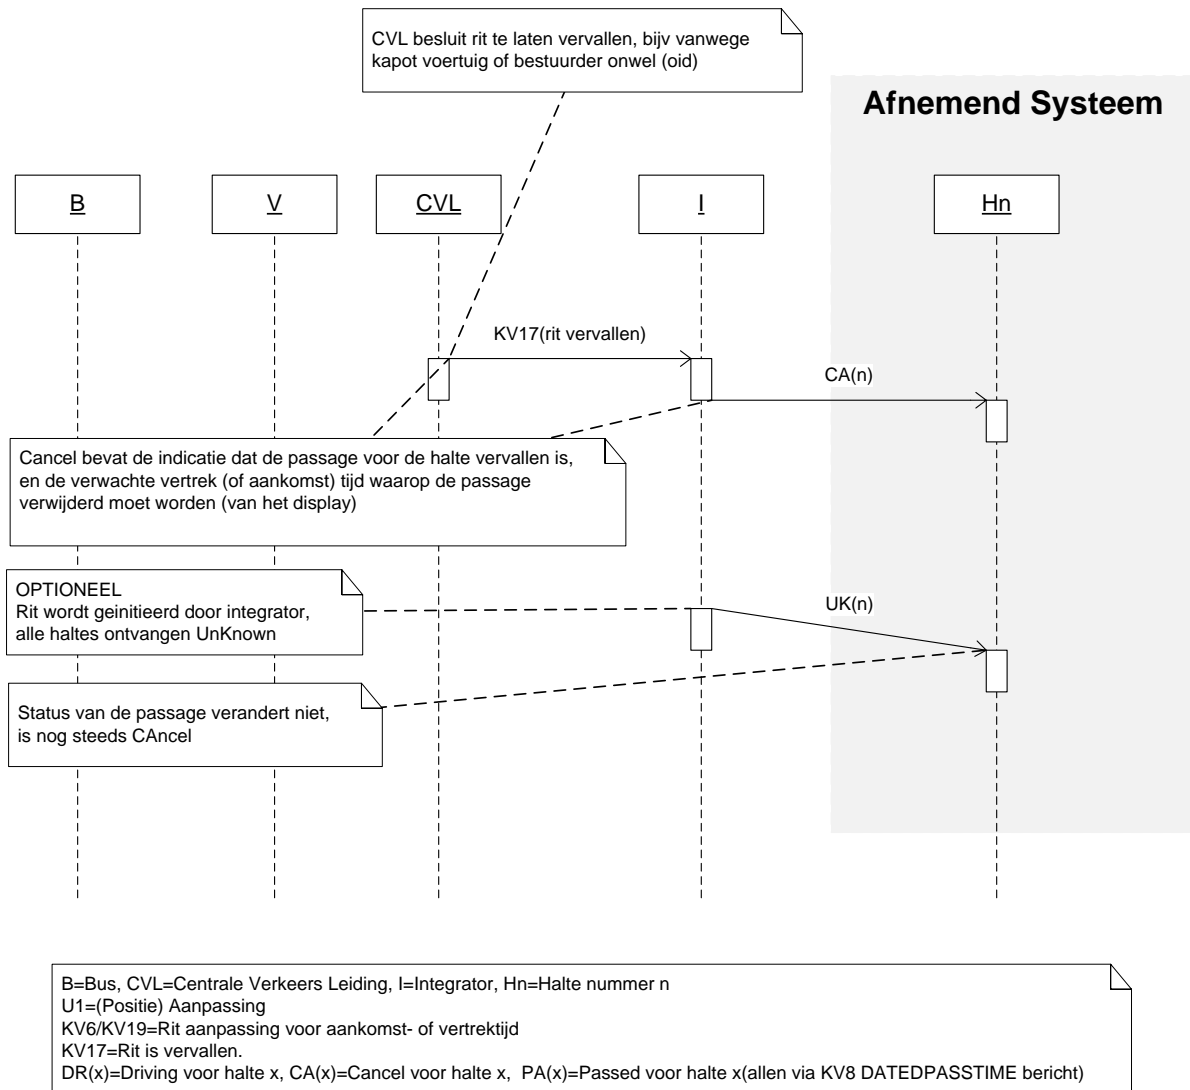 CVL besluit rit te laten vervallen, bijv vanwege
kapot voertuig of bestuurder onwel (oid)
Afnemend Systeem
B
V
CVL
I
Hn
KV17(rit vervallen)
CA(n)
Cancel bevat de indicatie dat de passage voor de halte vervallen is,
en de verwachte vertrek (of aankomst) tijd waarop de passage
verwijderd moet worden (van het display)
OPTIONEEL
Rit wordt geinitieerd door integrator,
alle haltes ontvangen UnKnown
UK(n)
Status van de passage verandert niet,
is nog steeds CAncel
B=Bus, CVL=Centrale Verkeers Leiding, I=Integrator, Hn=Halte nummer n
U1=(Positie) Aanpassing
KV6/KV19=Rit aanpassing voor aankomst- of vertrektijd
KV17=Rit is vervallen.
DR(x)=Driving voor halte x, CA(x)=Cancel voor halte x, PA(x)=Passed voor halte x(allen via KV8 DATEDPASSTIME bericht)